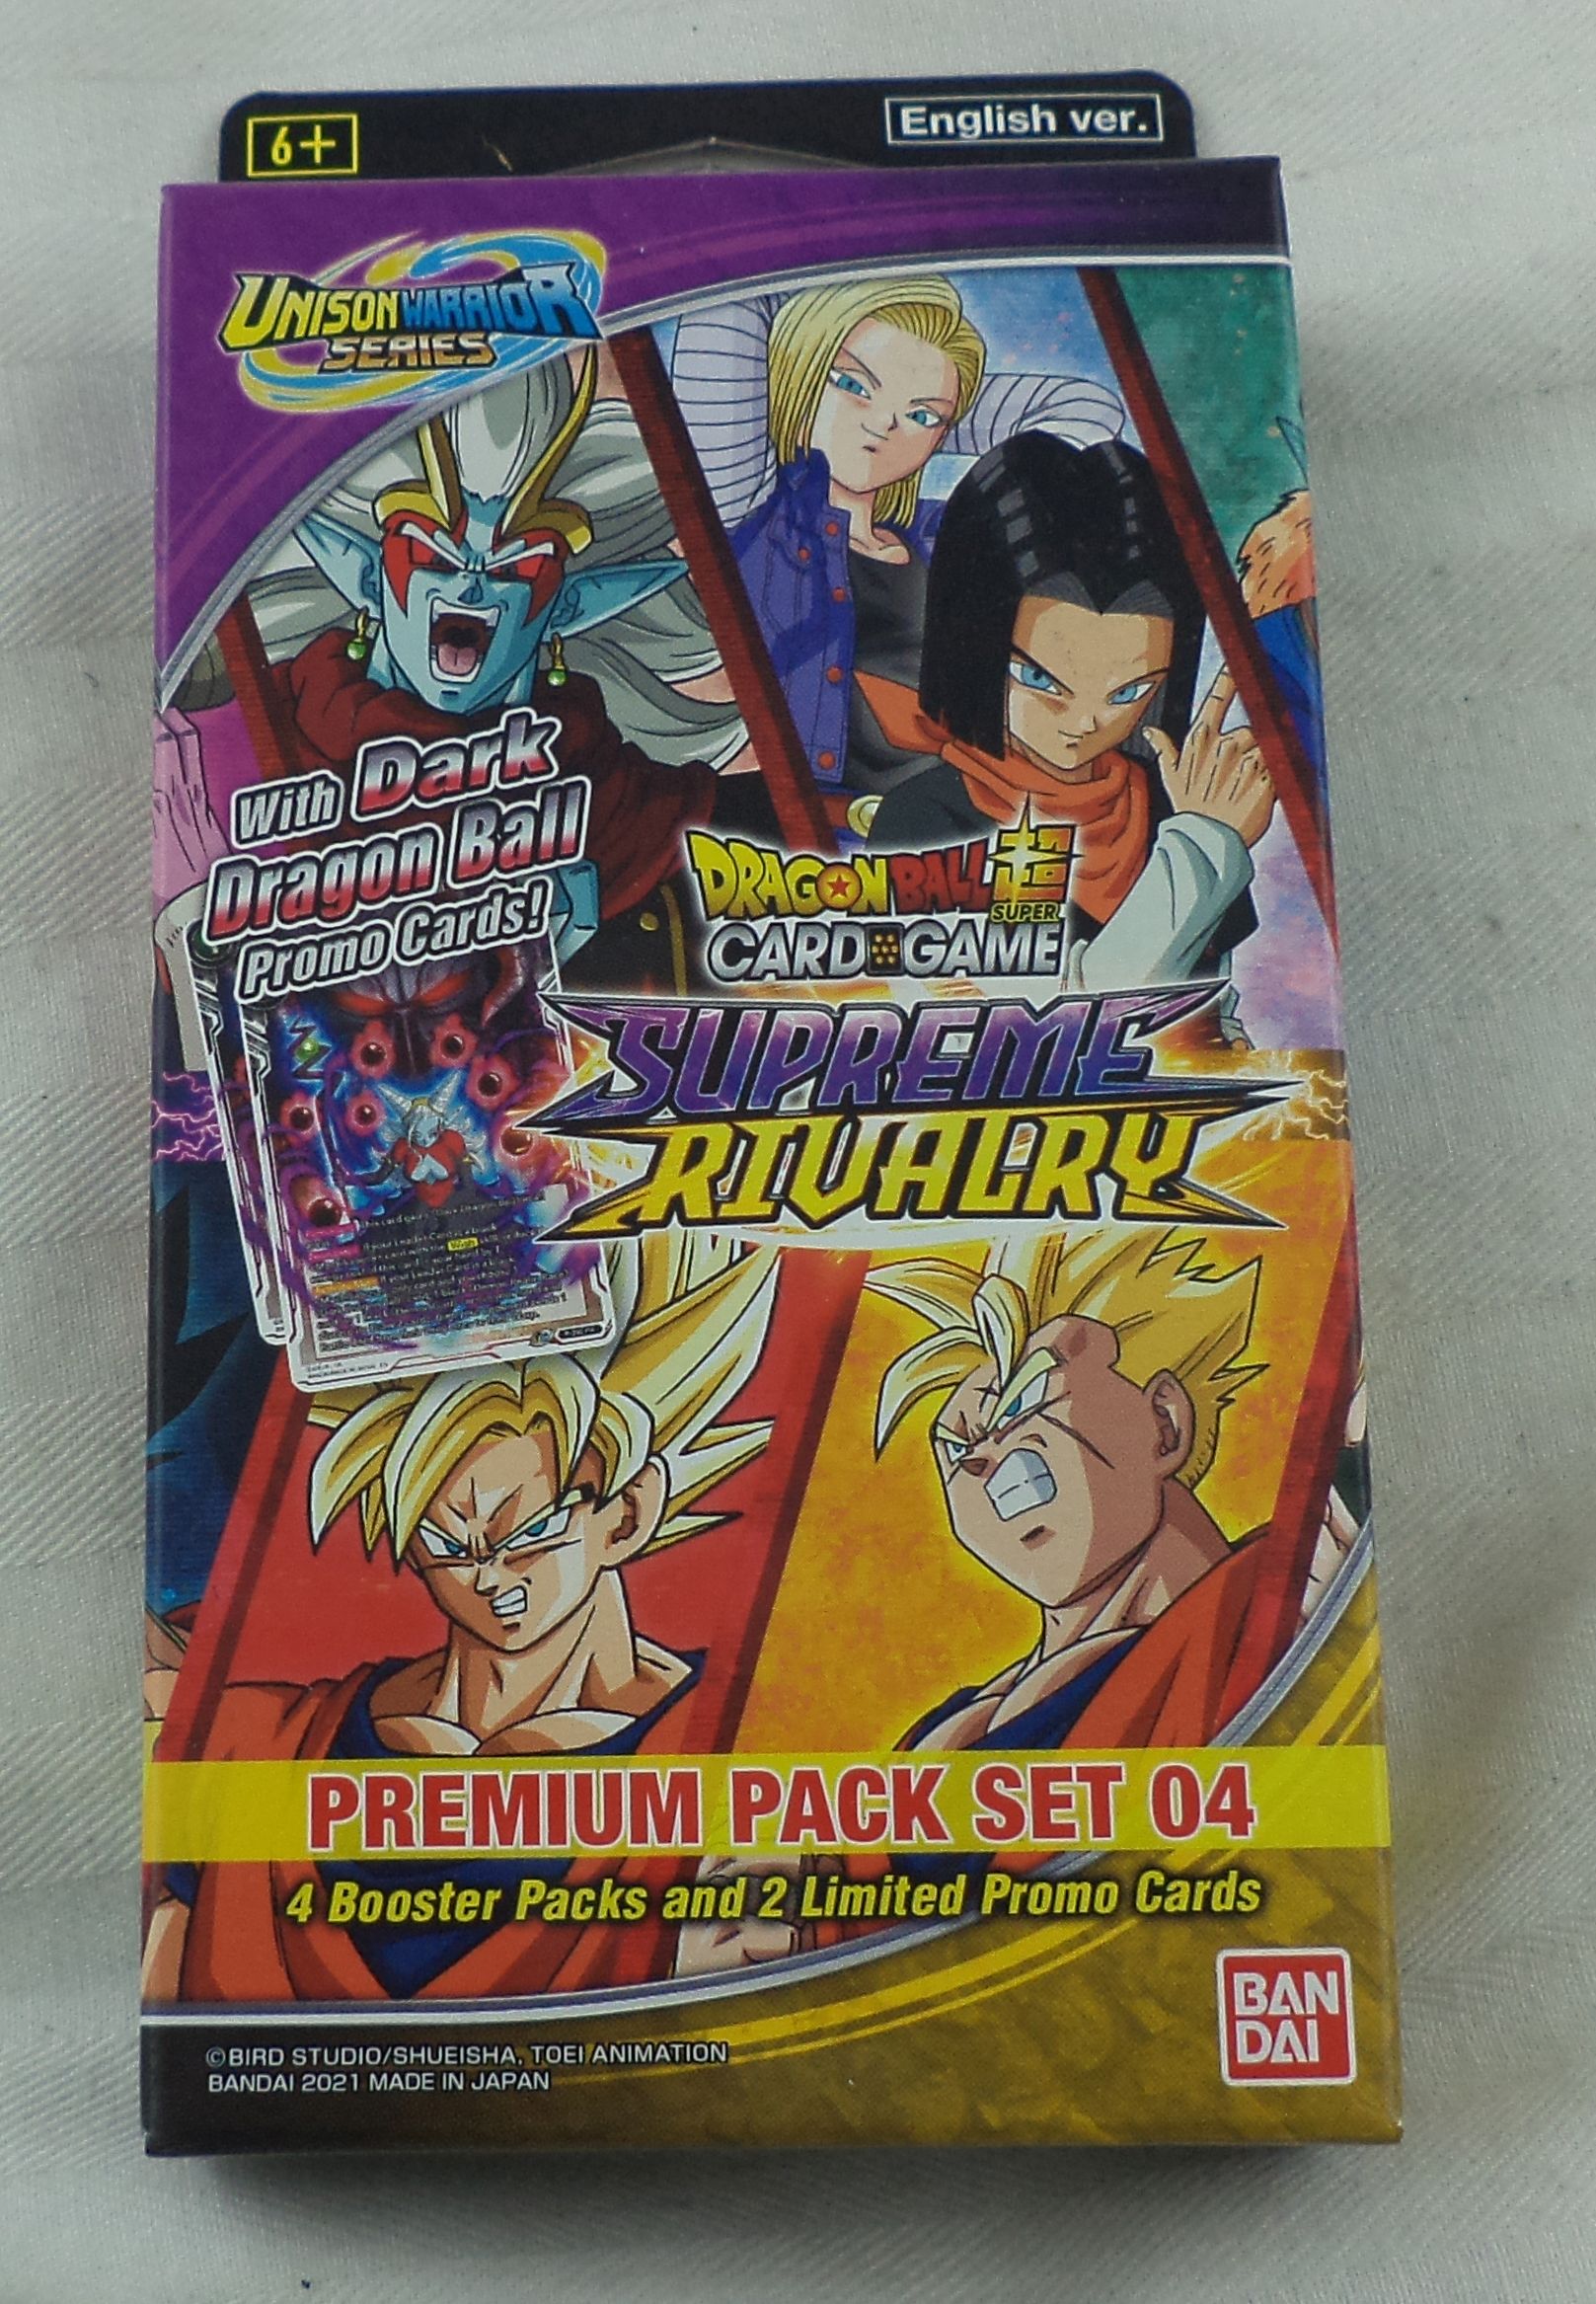 6+
English ver.
UNISON WARRIOR
SERIES
With Dark
Dragon Ball
Promo Cards!
DRAGON BALL 超
SUPER
CARD GAME
SUPREME
RIVALRY
PREMIUM PACK SET 04
4 Booster Packs and 2 Limited Promo Cards
BAN
DAI
©BIRD STUDIO/SHUEISHA, TOEI ANIMATION
BANDAI 2021 MADE IN JAPAN